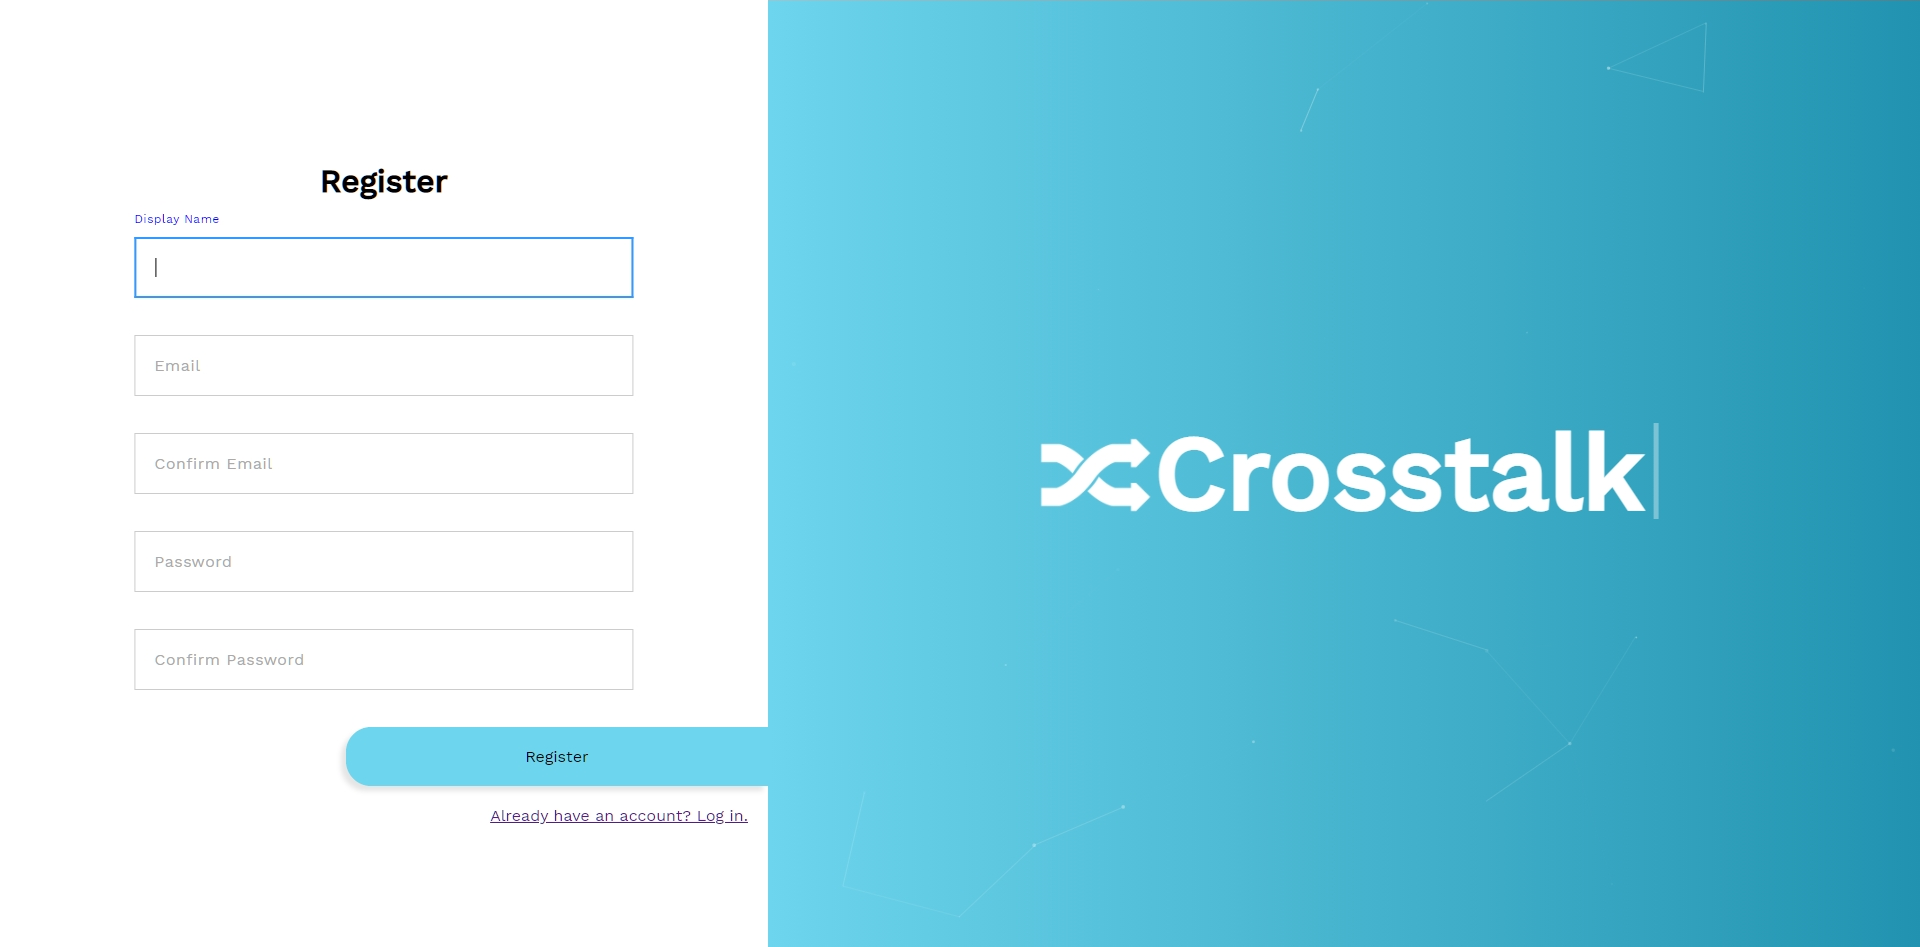 Register
Display Name
Email
Confirm Email
Password
Confirm Password
Register
Already have an account? Log in.
Crosstalk